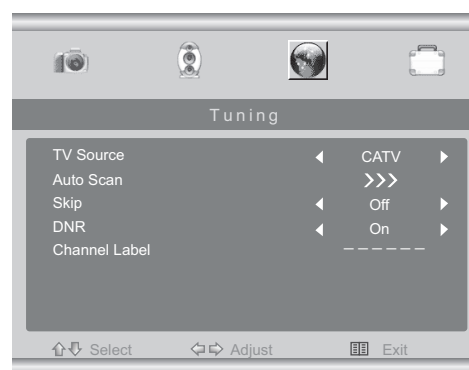 Tuning
TV Source CATV
Auto Scan >>>
Skip Off
DNR On
Channel Label ------
Select Adjust Exit